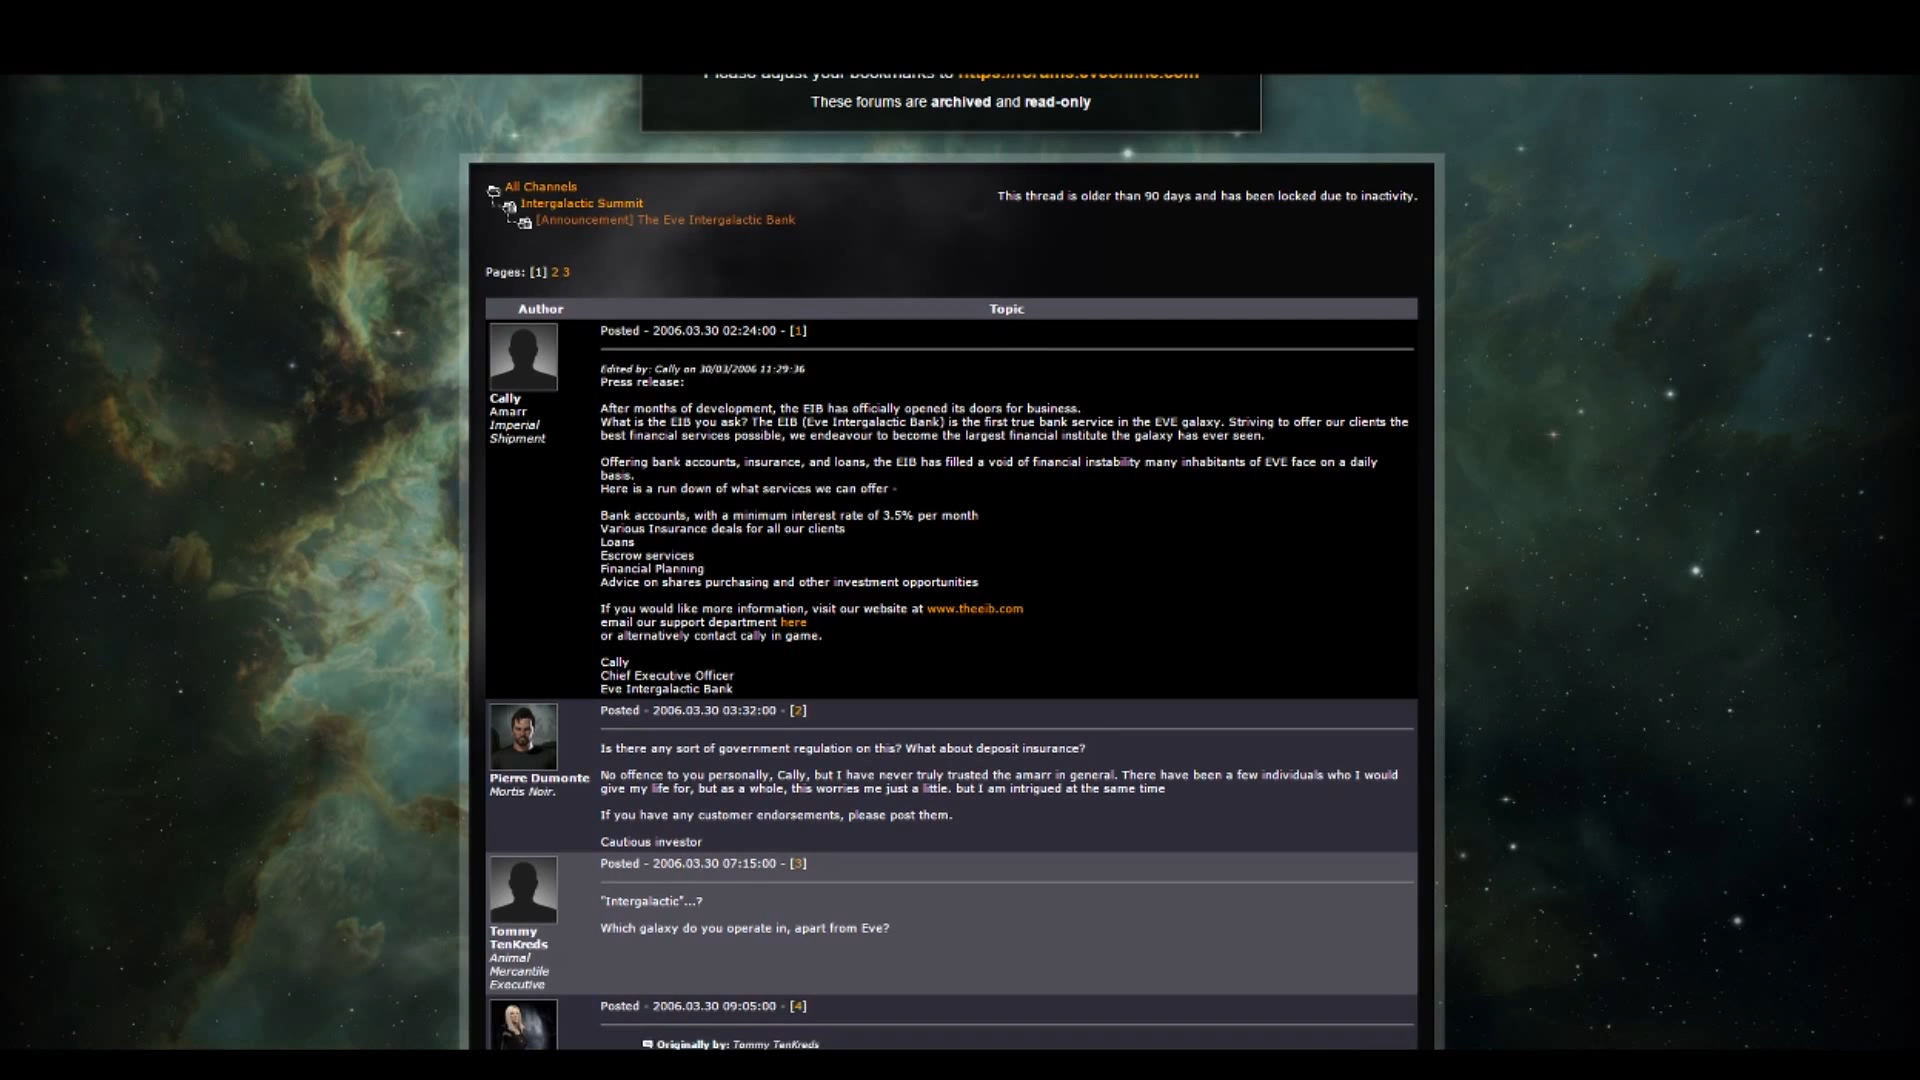 Please adjust your bookmarks to https://forums.eveonline.com
These forums are archived and read-only
All Channels
Intergalactic Summit
[Announcement] The Eve Intergalactic Bank
This thread is older than 90 days and has been locked due to inactivity.
Pages: [1] 2 3
Author
Topic
Cally
Amarr
Imperial
Shipment
Posted - 2006.03.30 02:24:00 - [1]
Edited by: Cally on 30/03/2006 11:29:36
Press release:
After months of development, the EIB has officially opened its doors for business.
What is the EIB you ask? The EIB (Eve Intergalactic Bank) is the first true bank service in the EVE galaxy. Striving to offer our clients the
best financial services possible, we endeavour to become the largest financial institute the galaxy has ever seen.
Offering bank accounts, insurance, and loans, the EIB has filled a void of financial instability many inhabitants of EVE face on a daily
basis.
Here is a run down of what services we can offer -
Bank accounts, with a minimum interest rate of 3.5% per month
Various Insurance deals for all our clients
Loans
Escrow services
Financial Planning
Advice on shares purchasing and other investment opportunities
If you would like more information, visit our website at www.theeib.com
email our support department here
or alternatively contact cally in game.
Cally
Chief Executive Officer
Eve Intergalactic Bank
Pierre Dumonte
Mortis Noir.
Posted - 2006.03.30 03:32:00 - [2]
Is there any sort of government regulation on this? What about deposit insurance?
No offence to you personally, Cally, but I have never truly trusted the amarr in general. There have been a few individuals who I would
give my life for, but as a whole, this worries me just a little. but I am intrigued at the same time
If you have any customer endorsements, please post them.
Cautious investor
Tommy
TenKreds
Animal
Mercantile
Executive
Posted - 2006.03.30 07:15:00 - [3]
"Intergalactic"...?
Which galaxy do you operate in, apart from Eve?
Posted - 2006.03.30 09:05:00 - [4]
Originally by: Tommy TenKreds